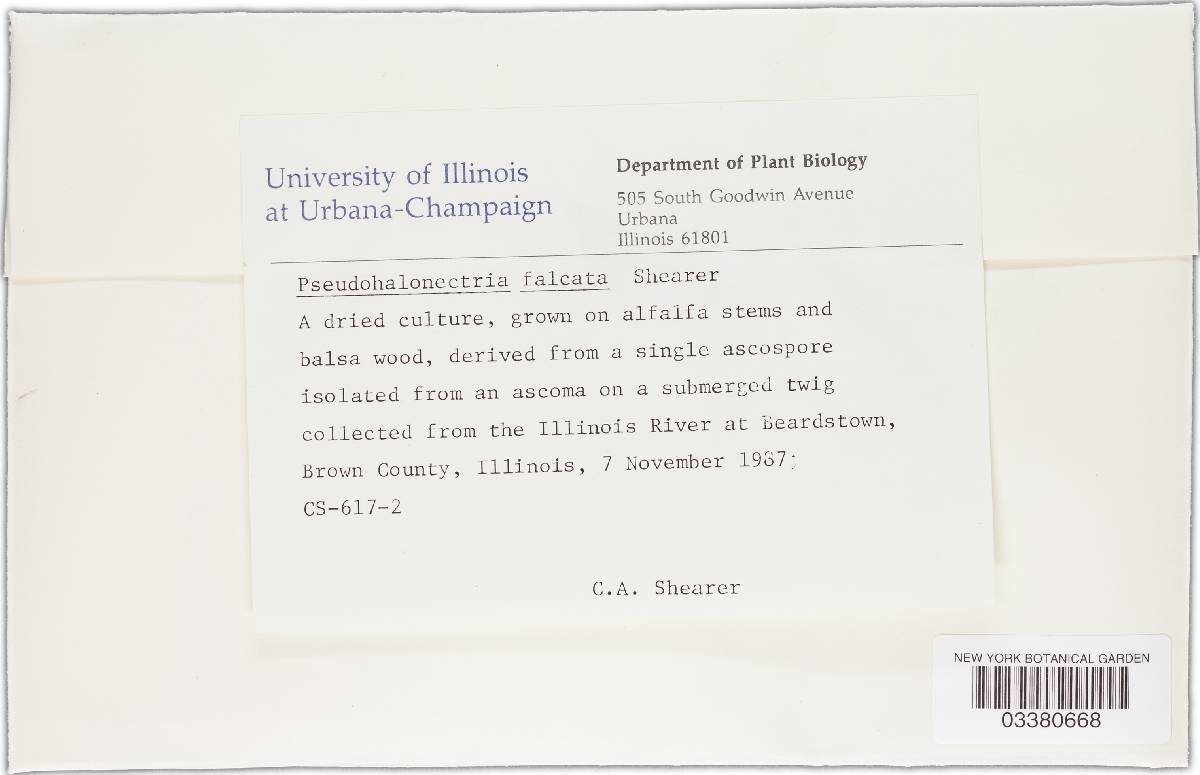 University of Illinois
at Urbana-Champaign
Department of Plant Biology
505 South Goodwin Avenue
Urbana
Illinois 61801
Pseudohalonectria falcata Shearer
A dried culture, grown on alfalfa stems and
balsa wood, derived from a single ascospore
isolated from an ascoma on a submerged twig
collected from the Illinois River at Beardstown,
Brown County, Illinois, 7 November 1987;
CS-617-2
C.A. Shearer
NEW YORK BOTANICAL GARDEN
03380668